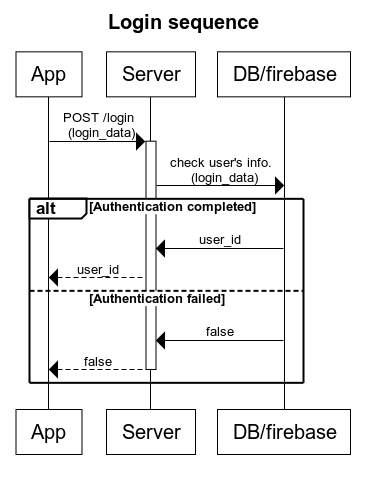 Login sequence
App
Server
DB/firebase
POST /login
(login_data)
check user's info.
(login_data)
alt
[Authentication completed]
user_id
user_id
[Authentication failed]
false
false
App
Server
DB/firebase